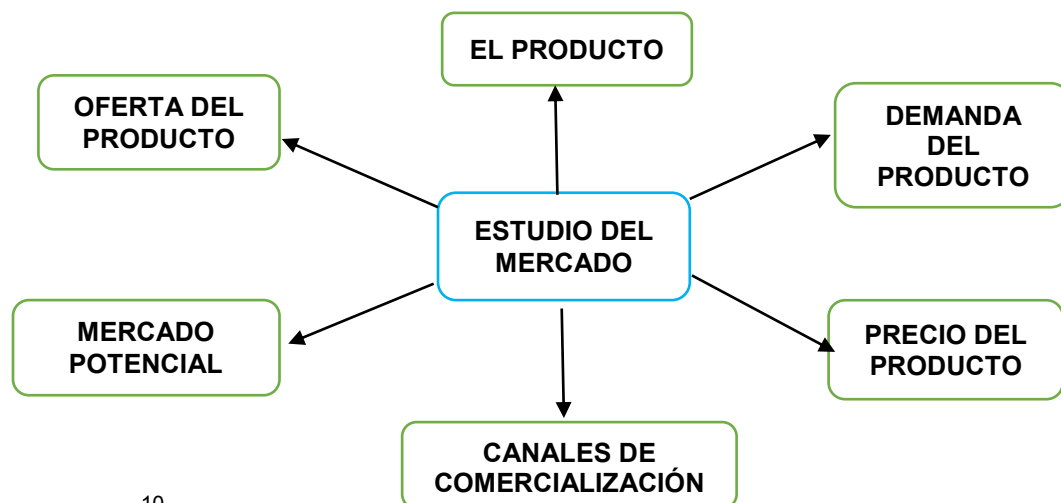 EL PRODUCTO
OFERTA DEL
PRODUCTO
DEMANDA
DEL
PRODUCTO
ESTUDIO DEL
MERCADO
MERCADO
POTENCIAL
PRECIO DEL
PRODUCTO
CANALES DE
COMERCIALIZACIÓN
10